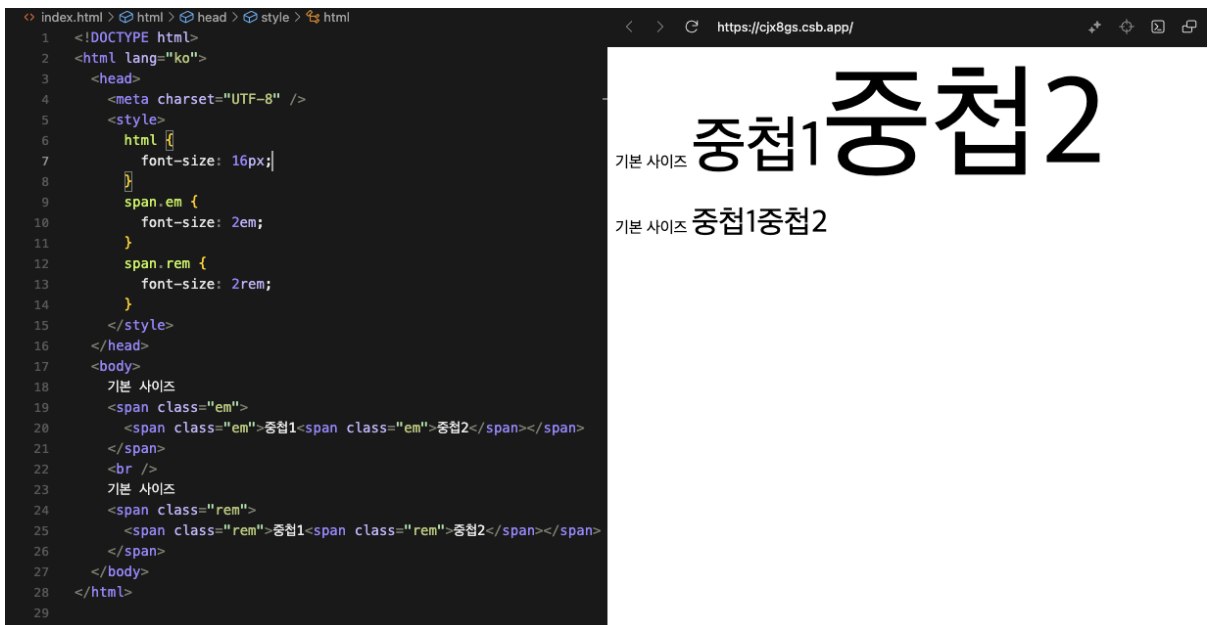 index.html > html > head > style > html
1 <!DOCTYPE html>
2 <html lang="ko">
3 <head>
4 <meta charset="UTF-8" />
5 <style>
6 html {
7 font-size: 16px;
8 }
9 span.em {
10 font-size: 2em;
11 }
12 span.rem {
13 font-size: 2rem;
14 }
15 </style>
16 </head>
17 <body>
18 기본 사이즈
19 <span class="em">
20 <span class="em">중첩1<span class="em">중첩2</span></span>
21 </span>
22 <br />
23 기본 사이즈
24 <span class="rem">
25 <span class="rem">중첩1<span class="rem">중첩2</span></span>
26 </span>
27 </body>
28 </html>
29
https://cjx8gs.csb.app/
기본 사이즈 중첩1중첩2
기본 사이즈 중첩1중첩2